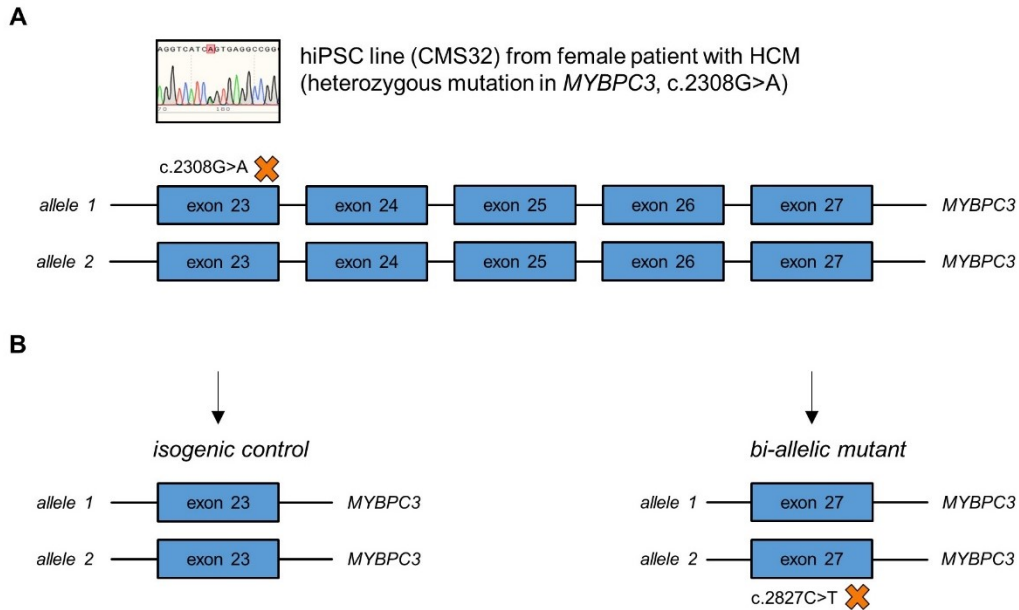 A
AGGTCATCAGTGAGGCCGG
hiPSC line (CMS32) from female patient with HCM
(heterozygous mutation in MYBPC3, c.2308G>A)
c.2308G>A
allele 1 exon 23 exon 24 exon 25 exon 26 exon 27 MYBPC3
allele 2 exon 23 exon 24 exon 25 exon 26 exon 27 MYBPC3
B
isogenic control bi-allelic mutant
allele 1 exon 23 MYBPC3 allele 1 exon 27 MYBPC3
allele 2 exon 23 MYBPC3 allele 2 exon 27 MYBPC3
c.2827C>T